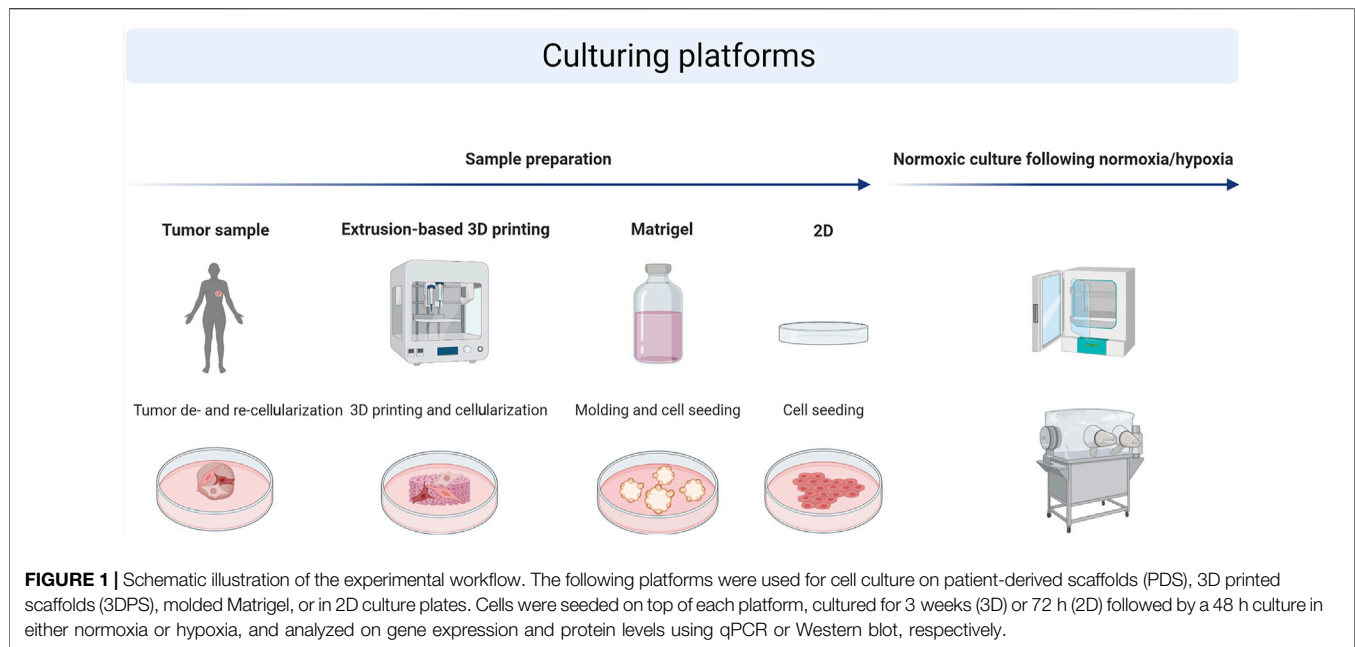 Culturing platforms
Sample preparation
Normoxic culture following normoxia/hypoxia
Tumor sample
Extrusion-based 3D printing
Matrigel
2D
Tumor de- and re-cellularization
3D printing and cellularization
Molding and cell seeding
Cell seeding
FIGURE 1 | Schematic illustration of the experimental workflow. The following platforms were used for cell culture on patient-derived scaffolds (PDS), 3D printed
scaffolds (3DPS), molded Matrigel, or in 2D culture plates. Cells were seeded on top of each platform, cultured for 3 weeks (3D) or 72 h (2D) followed by a 48 h culture in
either normoxia or hypoxia, and analyzed on gene expression and protein levels using qPCR or Western blot, respectively.